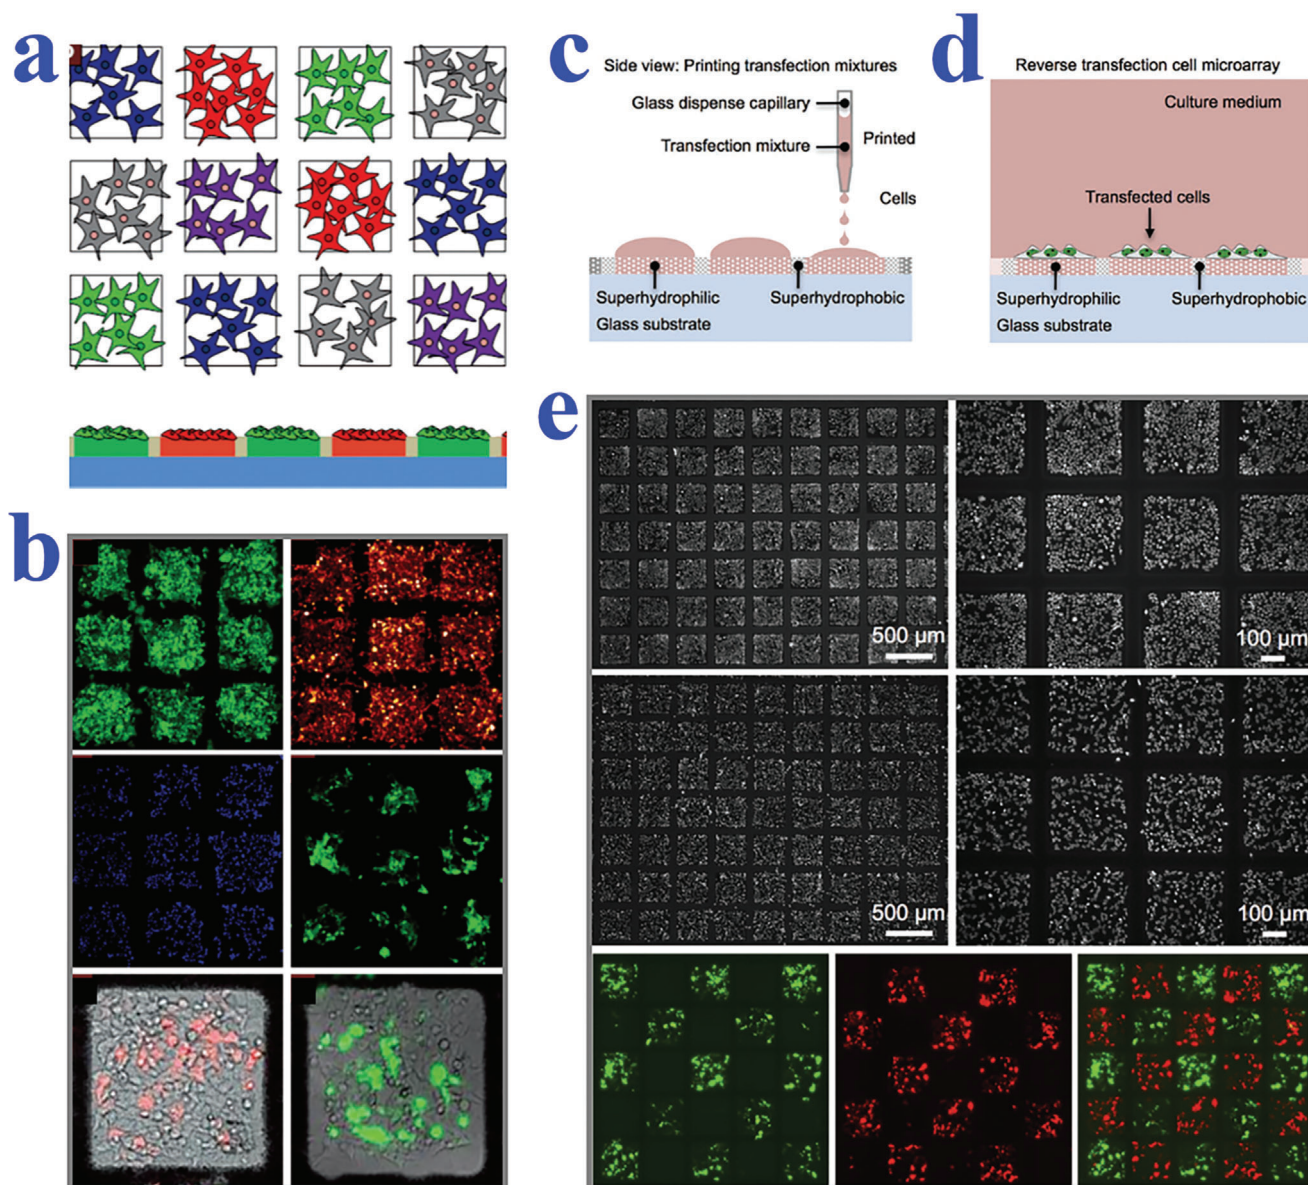 a
c
Side view: Printing transfection mixtures
Glass dispense capillary
Transfection mixture
Printed
Cells
Superhydrophilic
Superhydrophobic
Glass substrate
d
Reverse transfection cell microarray
Culture medium
Transfected cells
Superhydrophilic
Superhydrophobic
Glass substrate
b
e
500 µm
100 µm
500 µm
100 µm